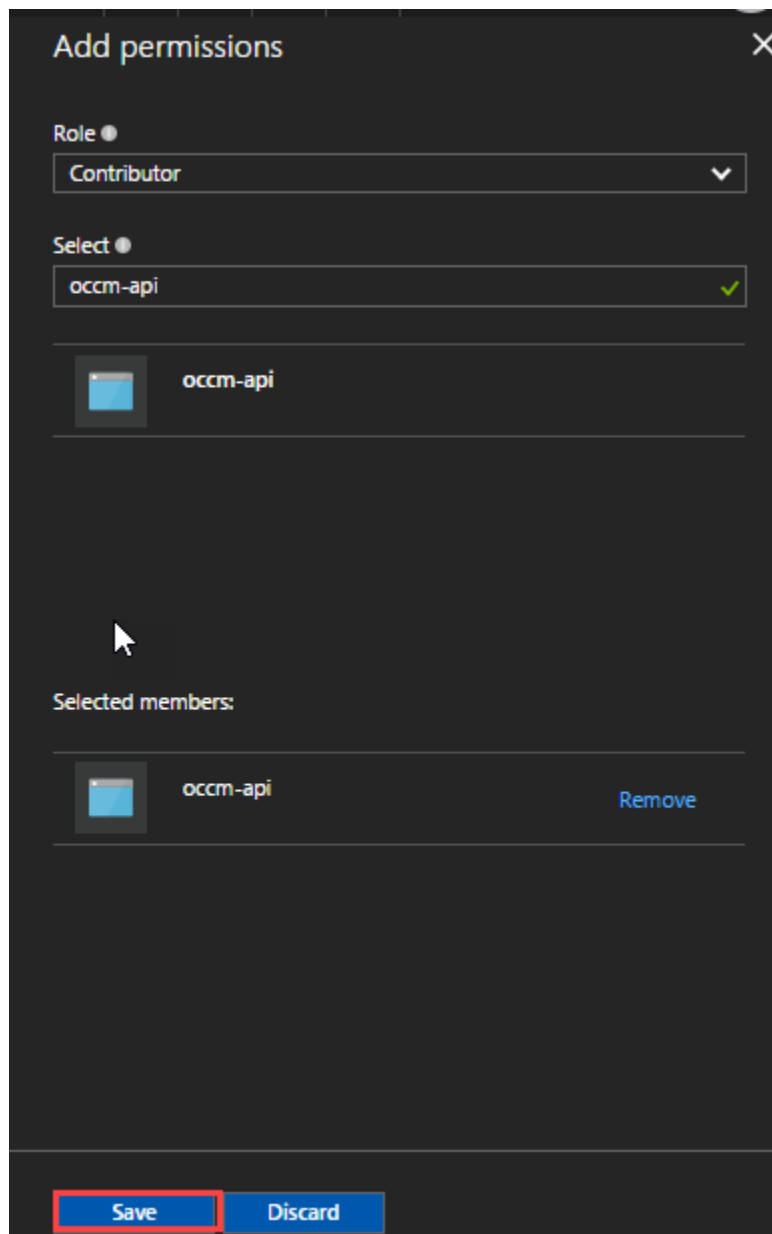 Add permissions
Role
Contributor
Select
occm-api
occm-api
Selected members:
occm-api
Remove
Save
Discard